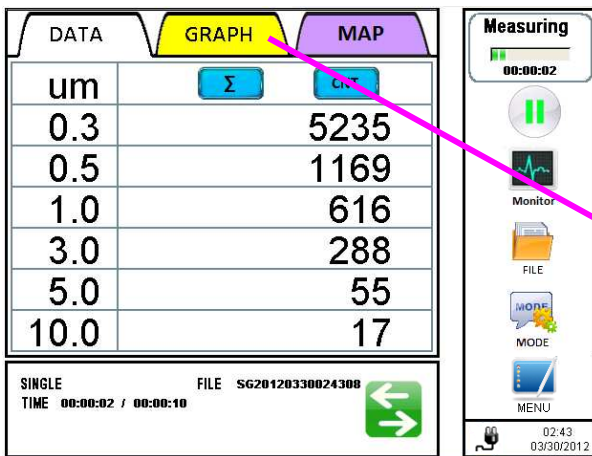 DATA GRAPH MAP
um Σ CNT
0.3 5235
0.5 1169
1.0 616
3.0 288
5.0 55
10.0 17
SINGLE FILE SG20120330024308
TIME 00:00:02 / 00:00:10
Measuring
00:00:02
Monitor
FILE
MODE
MODE
MENU
02:43
03/30/2012